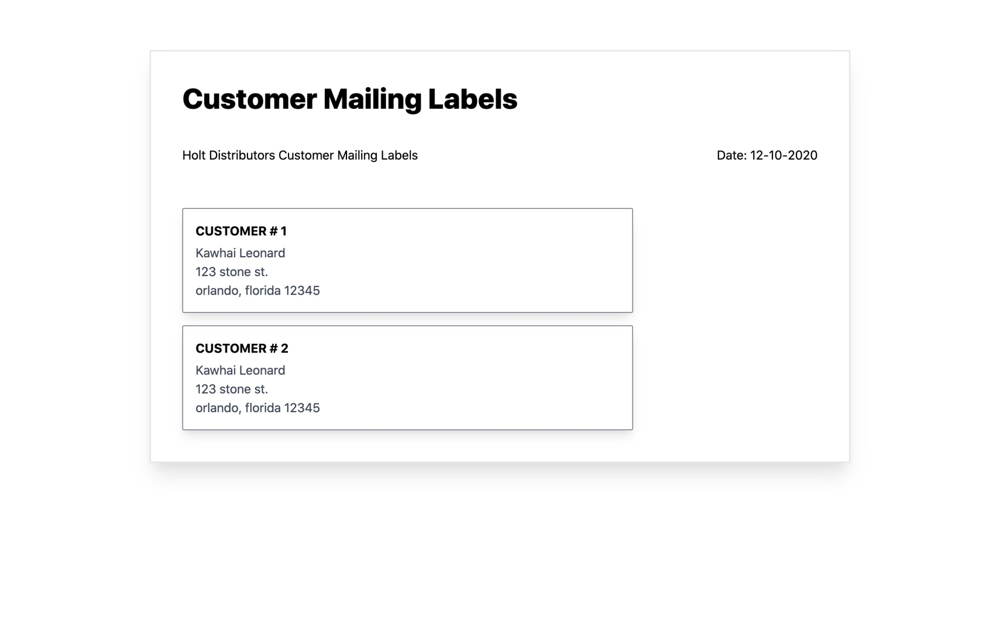 Customer Mailing Labels
Holt Distributors Customer Mailing Labels
Date: 12-10-2020
CUSTOMER # 1
Kawhai Leonard
123 stone st.
orlando, florida 12345
CUSTOMER # 2
Kawhai Leonard
123 stone st.
orlando, florida 12345